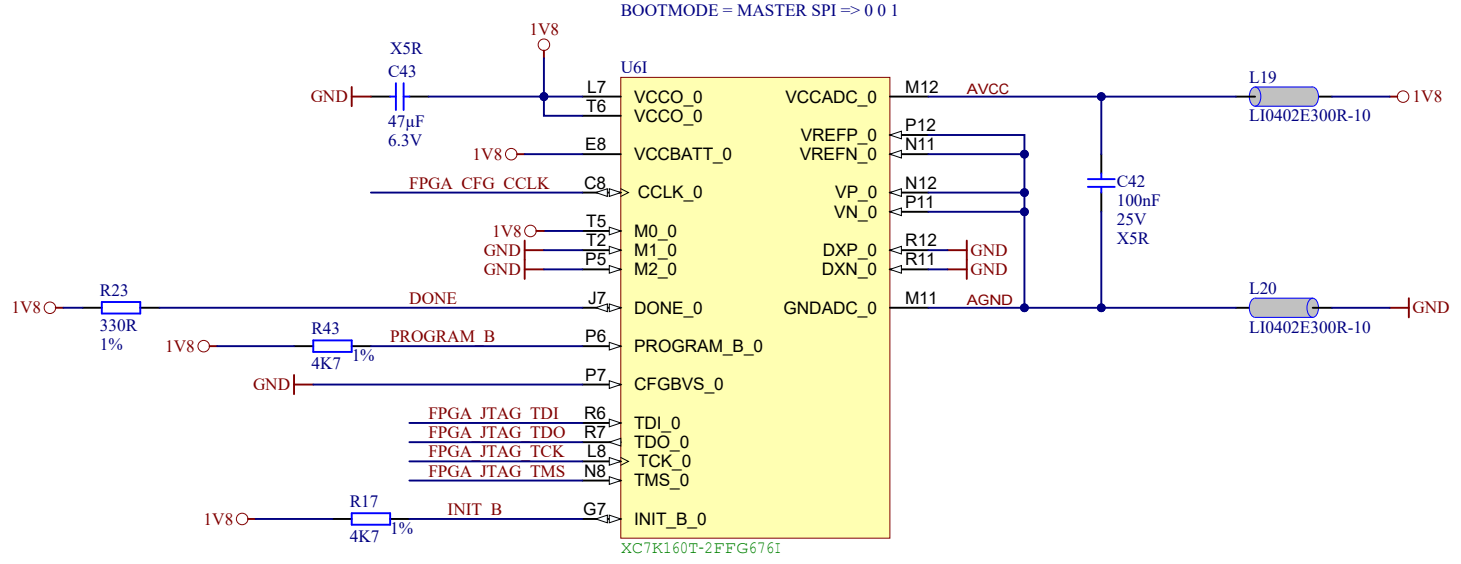 BOOTMODE = MASTER SPI => 0 0 1
1V8
X5R
C43
GND
47µF
6.3V
U6I
L7 VCCO_0
T6 VCCO_0
1V8 E8 VCCBATT_0
FPGA_CFG_CCLK C8 CCLK_0
1V8 T5 M0_0
GND T2 M1_0
GND P5 M2_0
1V8 R23 DONE J7 DONE_0
330R
1%
1V8 R43 PROGRAM_B P6 PROGRAM_B_0
4K7 1%
GND P7 CFGBVS_0
FPGA_JTAG_TDI R6 TDI_0
FPGA_JTAG_TDO R7 TDO_0
FPGA_JTAG_TCK L8 TCK_0
FPGA_JTAG_TMS N8 TMS_0
1V8 R17 INIT_B G7 INIT_B_0
4K7 1%
VCCADC_0 M12 AVCC
L19
LI0402E300R-10
1V8
VREFP_0 P12
VREFN_0 N11
VP_0 N12
VN_0 P11
C42
100nF
25V
X5R
DXP_0 R12 GND
DXN_0 R11 GND
GNDADC_0 M11 AGND
L20
LI0402E300R-10
GND
XC7K160T-2FFG676I